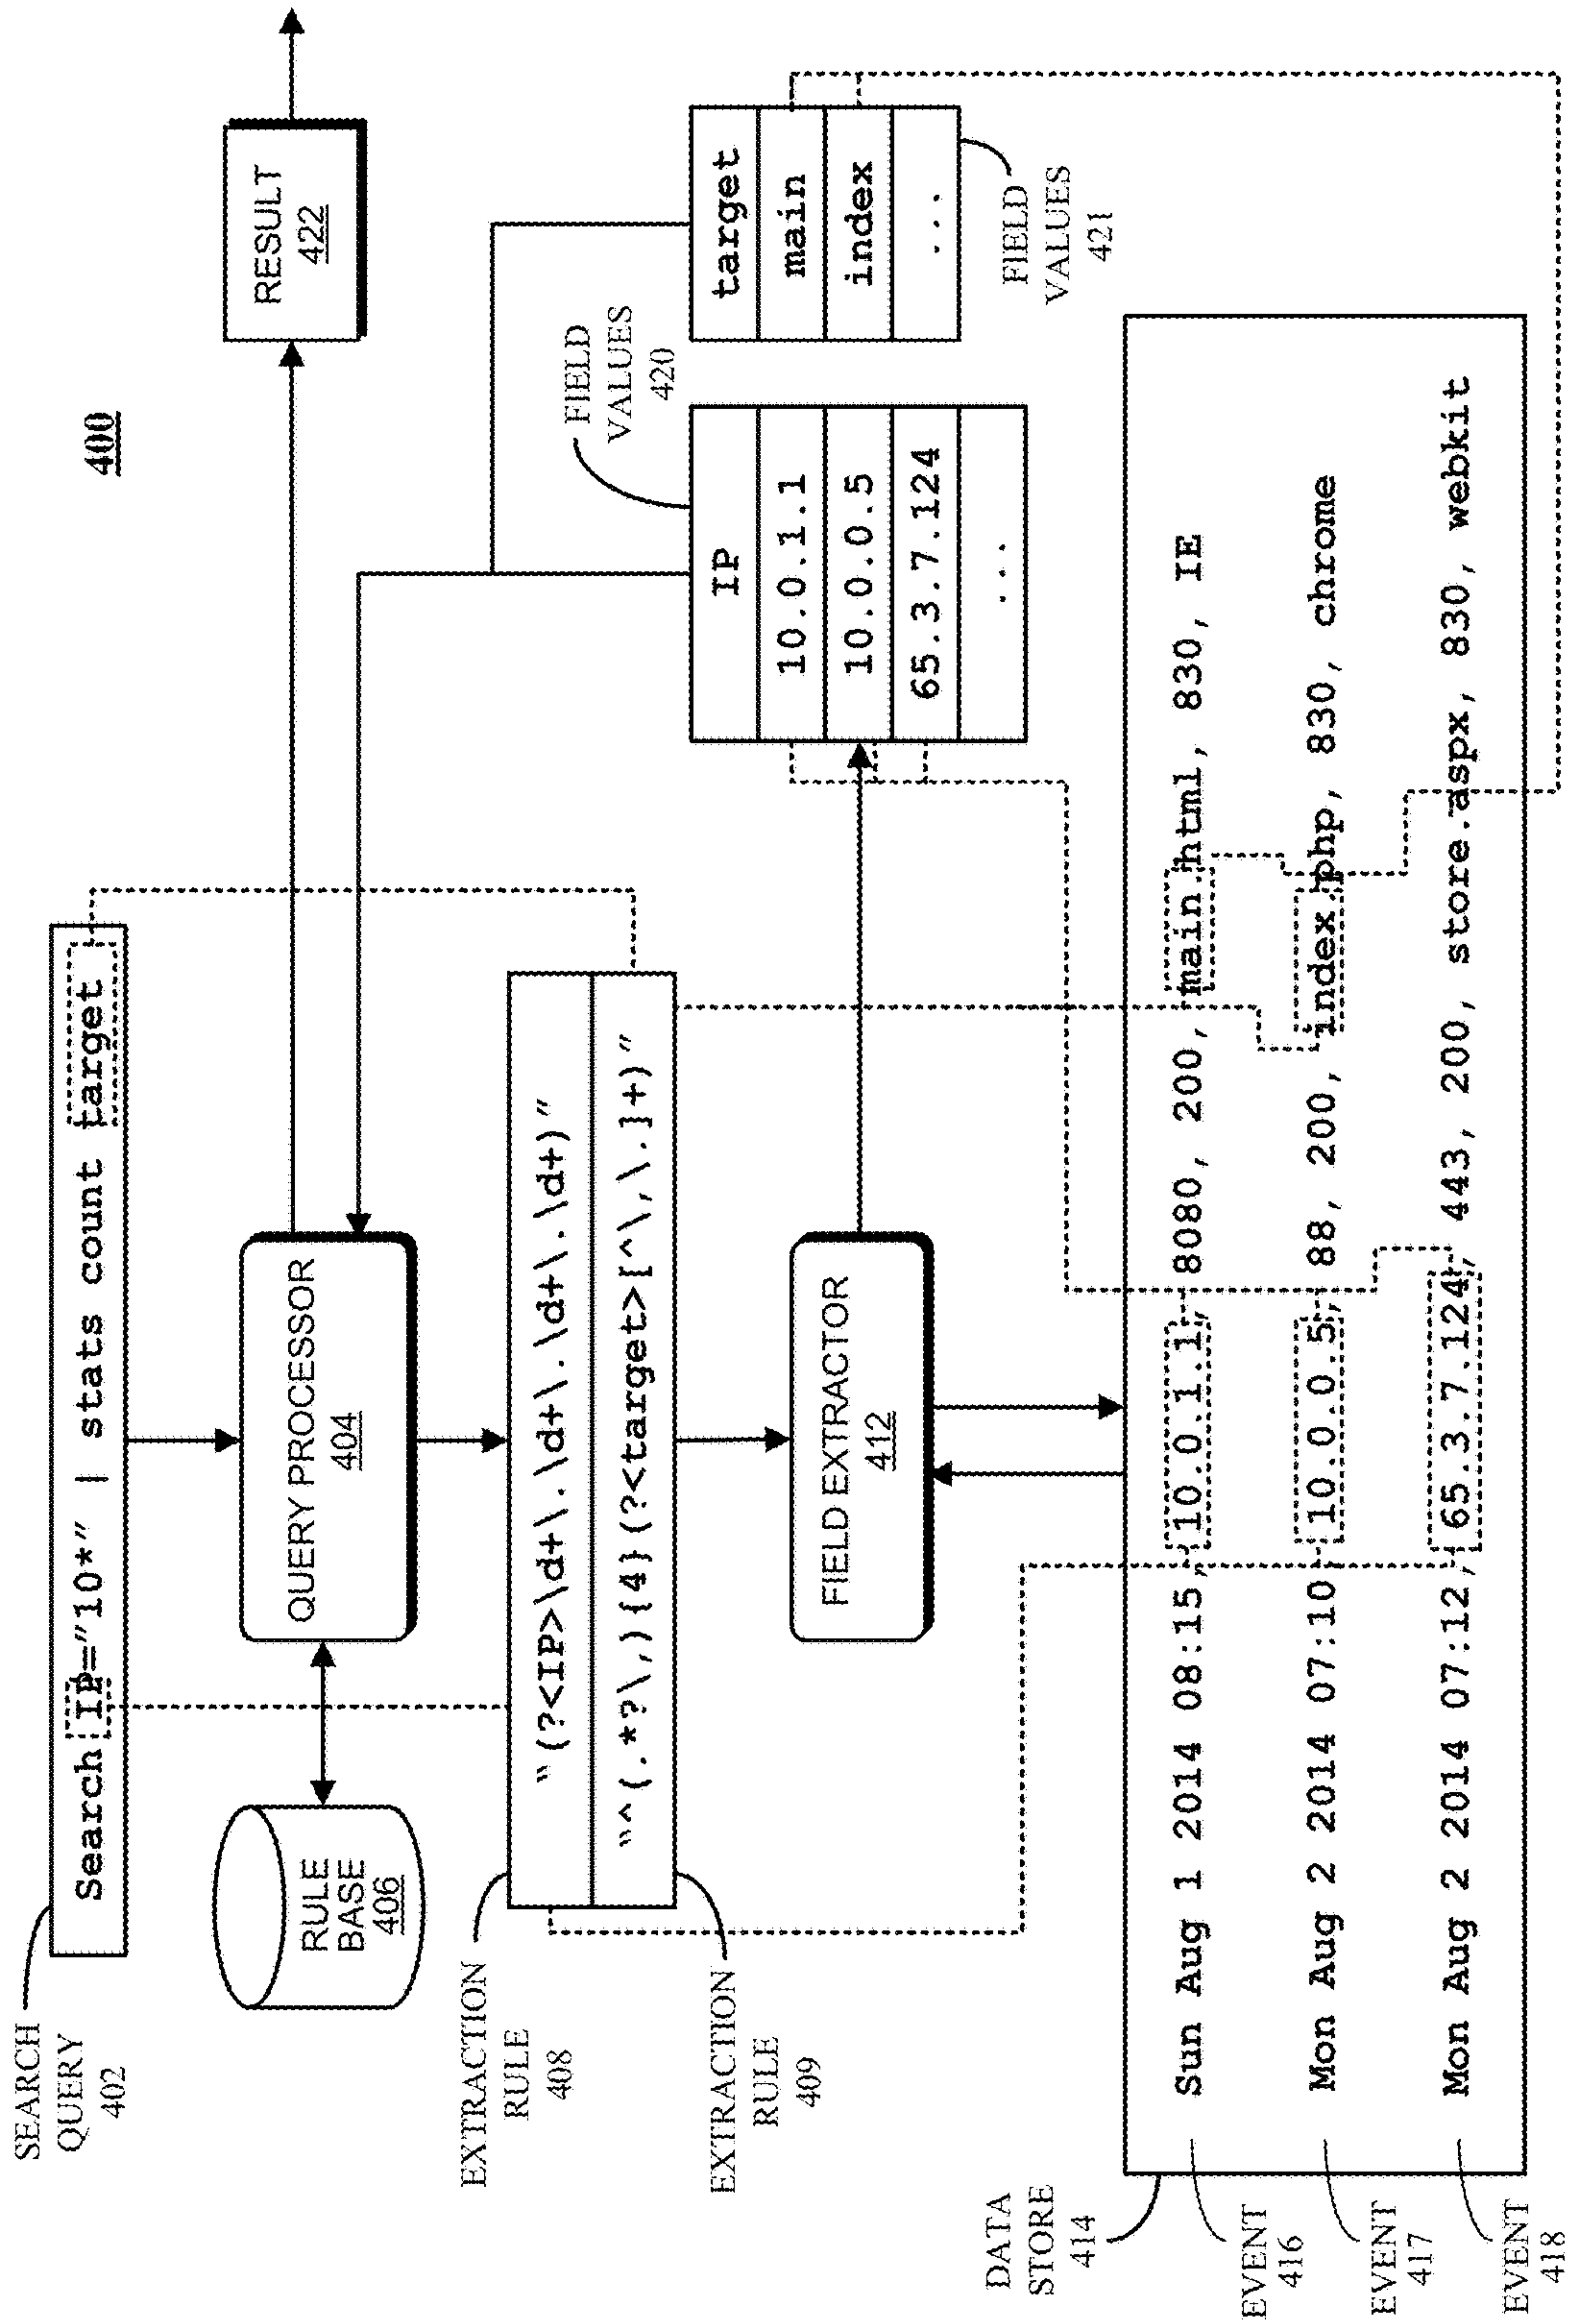 400
SEARCH
QUERY
402
Search IP="10*" | stats count target
RULE
BASE
406
QUERY PROCESSOR
404
RESULT
422
EXTRACTION
RULE
408
"(?<IP>\d+\.\d+\.\d+\.\d+)"
"^(.*?\,){4}(?<target>[^\,\.]+)"
EXTRACTION
RULE
409
FIELD EXTRACTOR
412
FIELD
VALUES
420
IP
10.0.1.1
10.0.0.5
65.3.7.124
....
target
main
index
...
FIELD
VALUES
421
DATA
STORE
414
Sun Aug 1 2014 08:15, 10.0.1.1, 8080, 200, main.html, 830, IE
Mon Aug 2 2014 07:10, 10.0.0.5, 88, 200, index.php, 830, chrome
Mon Aug 2 2014 07:12, 65.3.7.124, 443, 200, store.aspx, 830, webkit
EVENT
416
EVENT
417
EVENT
418